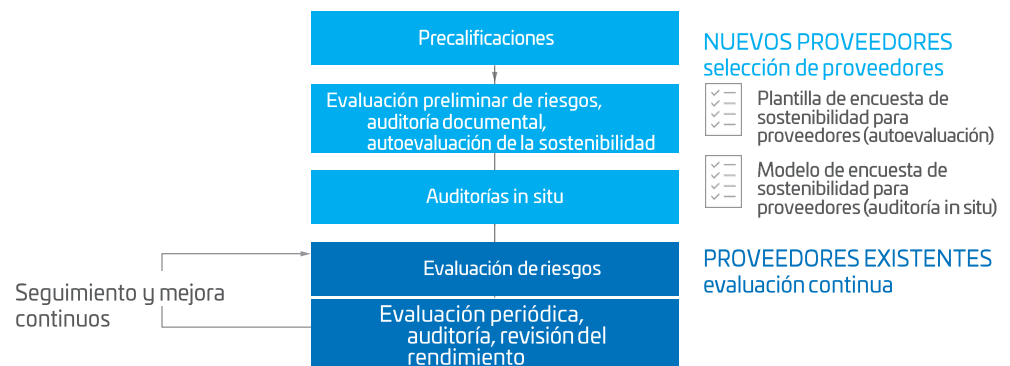 Precalificaciones
Evaluación preliminar de riesgos,
auditoría documental,
autoevaluación de la sostenibilidad
Auditorías in situ
Evaluación de riesgos
Evaluación periódica,
auditoría, revisión del
rendimiento
Seguimiento y mejora
continuos
NUEVOS PROVEEDORES
selección de proveedores
Plantilla de encuesta de
sostenibilidad para
proveedores (autoevaluación)
Modelo de encuesta de
sostenibilidad para
proveedores (auditoría in situ)
PROVEEDORES EXISTENTES
evaluación continua